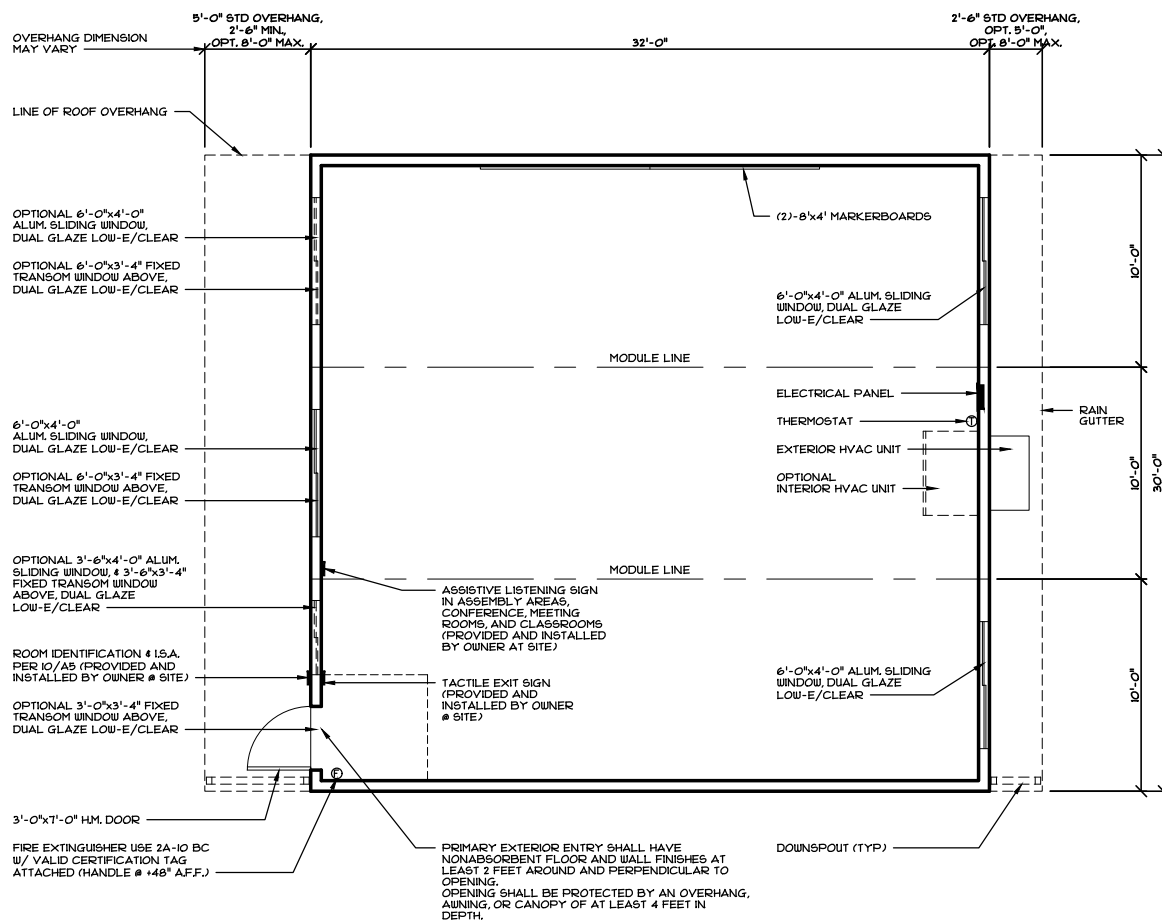 5'-0" STD OVERHANG,
2'-6" MIN.,
OPT. 8'-0" MAX.
OVERHANG DIMENSION
MAY VARY
32'-0"
2'-6" STD OVERHANG,
OPT. 5'-0",
OPT. 8'-0" MAX.
LINE OF ROOF OVERHANG
OPTIONAL 6'-0"x4'-0"
ALUM. SLIDING WINDOW,
DUAL GLAZE LOW-E/CLEAR
OPTIONAL 6'-0"x3'-4" FIXED
TRANSOM WINDOW ABOVE,
DUAL GLAZE LOW-E/CLEAR
6'-0"x4'-0"
ALUM. SLIDING WINDOW,
DUAL GLAZE LOW-E/CLEAR
OPTIONAL 6'-0"x3'-4" FIXED
TRANSOM WINDOW ABOVE,
DUAL GLAZE LOW-E/CLEAR
OPTIONAL 3'-6"x4'-0" ALUM.
SLIDING WINDOW, & 3'-6"x3'-4"
FIXED TRANSOM WINDOW
ABOVE, DUAL GLAZE
LOW-E/CLEAR
ROOM IDENTIFICATION & I.S.A.
PER 10/A5 (PROVIDED AND
INSTALLED BY OWNER @ SITE)
OPTIONAL 3'-0"x3'-4" FIXED
TRANSOM WINDOW ABOVE,
DUAL GLAZE LOW-E/CLEAR
3'-0"x7'-0" H.M. DOOR
FIRE EXTINGUISHER USE 2A-10 BC
W/ VALID CERTIFICATION TAG
ATTACHED (HANDLE @ +48" A.F.F.)
(2)-8'x4' MARKERBOARDS
6'-0"x4'-0" ALUM. SLIDING
WINDOW, DUAL GLAZE
LOW-E/CLEAR
MODULE LINE
ELECTRICAL PANEL
THERMOSTAT
T
EXTERIOR HVAC UNIT
OPTIONAL
INTERIOR HVAC UNIT
MODULE LINE
ASSISTIVE LISTENING SIGN
IN ASSEMBLY AREAS,
CONFERENCE, MEETING
ROOMS, AND CLASSROOMS
(PROVIDED AND INSTALLED
BY OWNER AT SITE)
TACTILE EXIT SIGN
(PROVIDED AND
INSTALLED BY OWNER
@ SITE)
6'-0"x4'-0" ALUM. SLIDING
WINDOW, DUAL GLAZE
LOW-E/CLEAR
F
PRIMARY EXTERIOR ENTRY SHALL HAVE
NONABSORBENT FLOOR AND WALL FINISHES AT
LEAST 2 FEET AROUND AND PERPENDICULAR TO
OPENING.
OPENING SHALL BE PROTECTED BY AN OVERHANG,
AWNING, OR CANOPY OF AT LEAST 4 FEET IN
DEPTH.
DOWNSPOUT (TYP)
RAIN
GUTTER
10'-0"
10'-0"
10'-0"
30'-0"